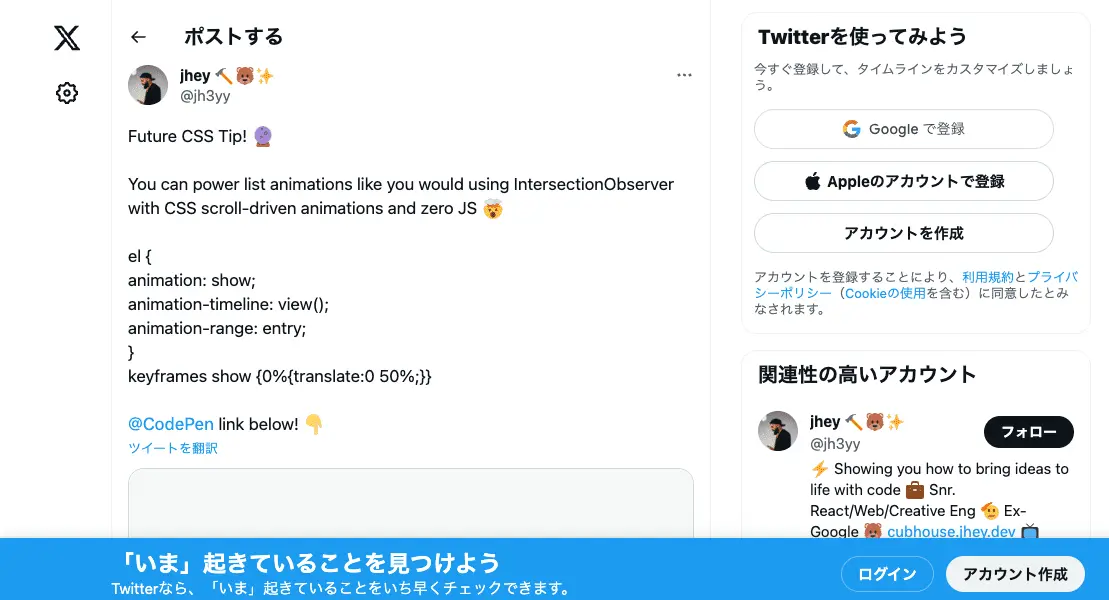 ポストする
jhey 🔨🐻✨
@jh3yy
Future CSS Tip! 🔮
You can power list animations like you would using IntersectionObserver
with CSS scroll-driven animations and zero JS 🤯
el {
animation: show;
animation-timeline: view();
animation-range: entry;
}
keyframes show {0%{translate:0 50%;}}
@CodePen link below! 👇
ツイートを翻訳
Twitterを使ってみよう
今すぐ登録して、タイムラインをカスタマイズしましょ
う。
Google で登録
Appleのアカウントで登録
アカウントを作成
アカウントを登録することにより、利用規約とプライバ
シーポリシー（Cookieの使用を含む）に同意したとみ
なされます。
関連性の高いアカウント
jhey 🔨🐻✨
@jh3yy
フォロー
⚡ Showing you how to bring ideas to
life with code 💼 Snr.
React/Web/Creative Eng 🫡 Ex-
Google 🐻 cubhouse.jhey.dev 📺
「いま」起きていることを見つけよう
Twitterなら、「いま」起きていることをいち早くチェックできます。
ログイン
アカウント作成